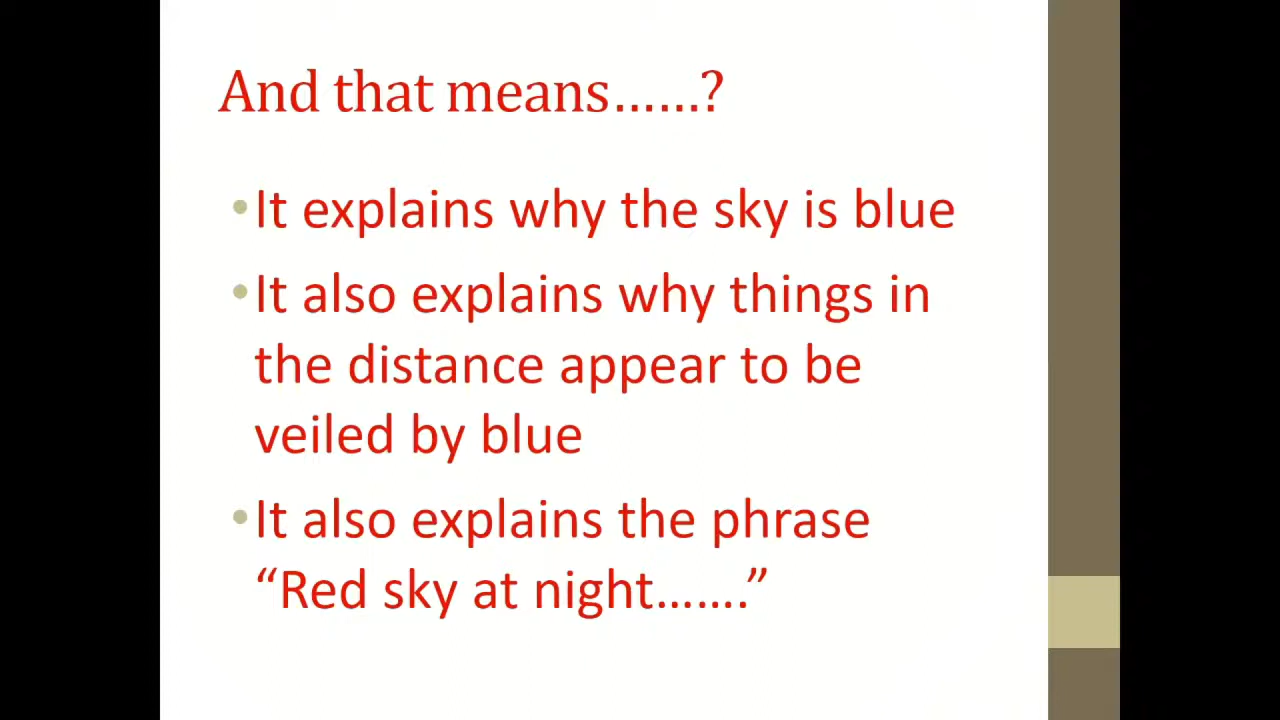 And that means……?
•It explains why the sky is blue
•It also explains why things in
the distance appear to be
veiled by blue
•It also explains the phrase
“Red sky at night…….”